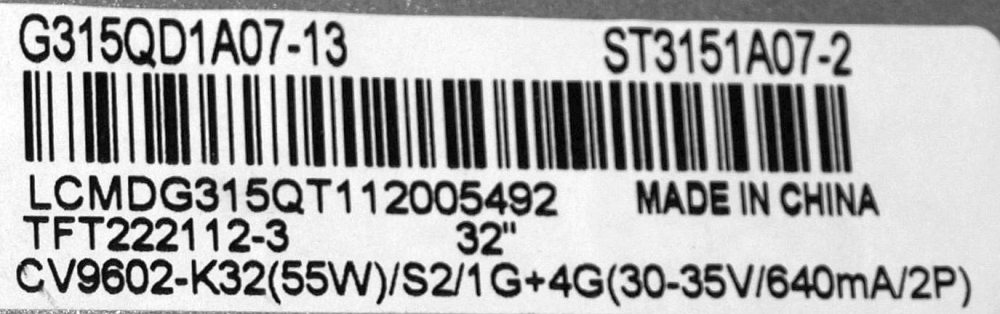 G315QD1A07-13 ST3151A07-2
LCMDG315QT112005492 MADE IN CHINA
TFT222112-3 32"
CV9602-K32(55W)/S2/1G+4G(30-35V/640mA/2P)